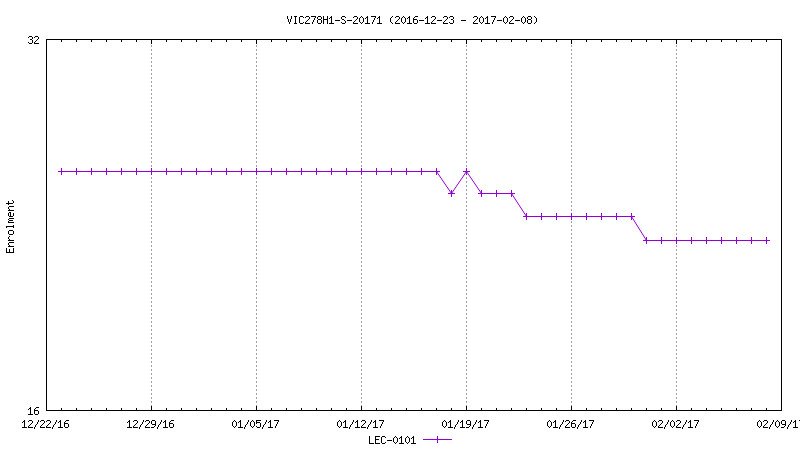 VIC278H1-S-20171 (2016-12-23 - 2017-02-08)
32
Enrolment
16
12/22/16 12/29/16 01/05/17 01/12/17 01/19/17 01/26/17 02/02/17 02/09/1
LEC-0101